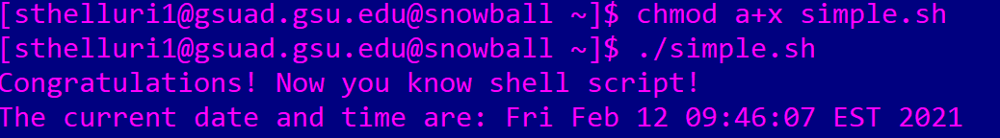 [sthelluri1@gsuad.gsu.edu@snowball ~]$ chmod a+x simple.sh
[sthelluri1@gsuad.gsu.edu@snowball ~]$ ./simple.sh
Congratulations! Now you know shell script!
The current date and time are: Fri Feb 12 09:46:07 EST 2021